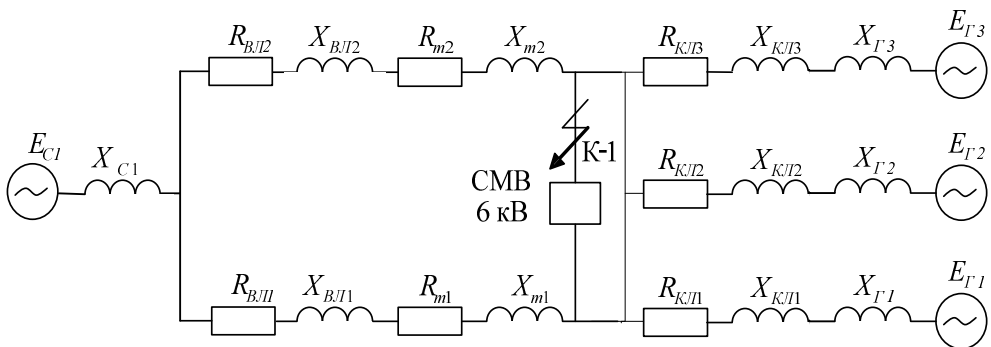 R_ВЛ2 X_ВЛ2 R_т2 X_т2 R_КЛ3 X_КЛ3 X_Г3 E_Г3
К-1
E_С1 X_С1 СМВ R_КЛ2 X_КЛ2 X_Г2 E_Г2
6 кВ
R_ВЛ1 X_ВЛ1 R_т1 X_т1 R_КЛ1 X_КЛ1 X_Г1 E_Г1